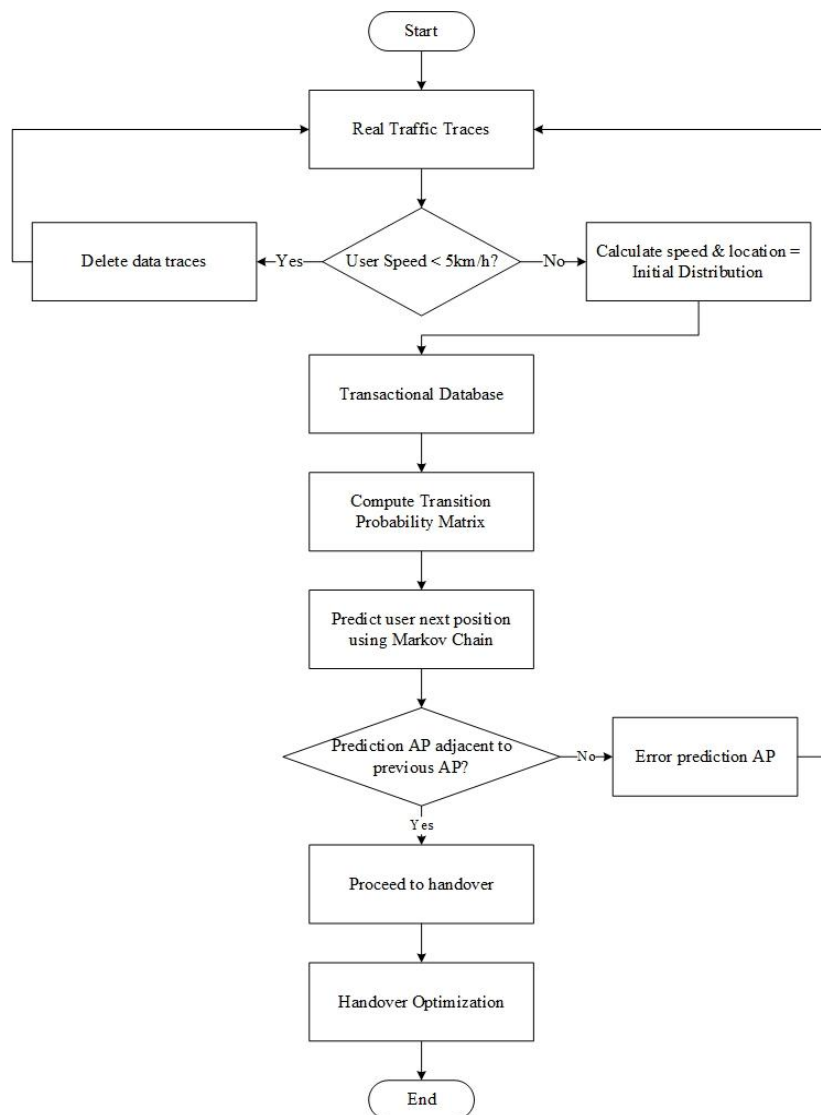 Start
Real Traffic Traces
Delete data traces
Yes
User Speed < 5km/h?
No
Calculate speed & location =
Initial Distribution
Transactional Database
Compute Transition
Probability Matrix
Predict user next position
using Markov Chain
Prediction AP adjacent to
previous AP?
No
Error prediction AP
Yes
Proceed to handover
Handover Optimization
End